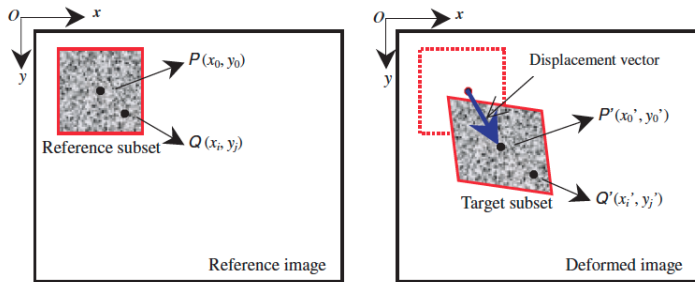 O x
y
P(x₀, y₀)
Q(xᵢ, yⱼ)
Reference subset
Reference image
O x
y
Displacement vector
P'(x₀', y₀')
Q'(xᵢ', yⱼ')
Target subset
Deformed image